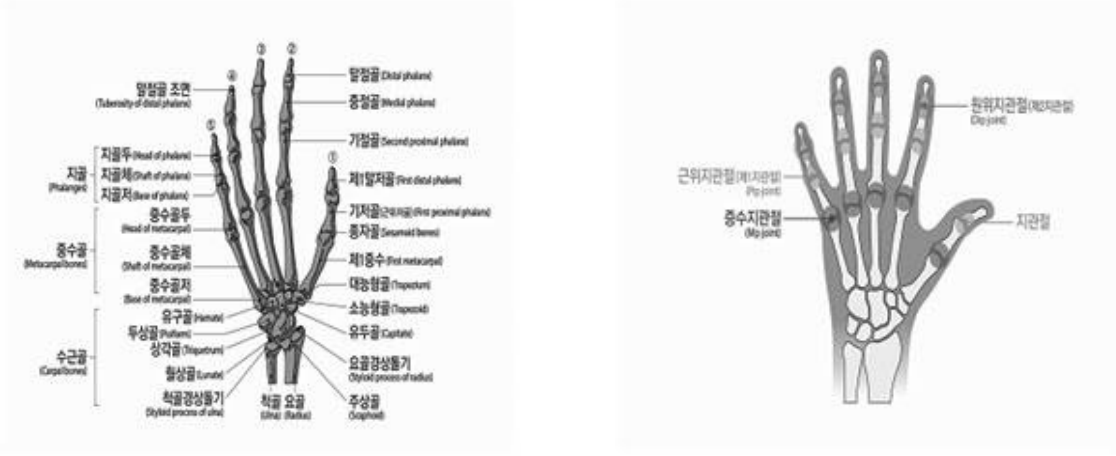 ③ ②
④
⑤
①
말절골 조면
(Tuberosity of distal phalanx)
지골두(Head of phalanx)
지골체(Shaft of phalanx)
지골저(Base of phalanx)
지골
(Phalanges)
중수골두
(Head of metacarpal)
중수골체
(Shaft of metacarpal)
중수골저
(Base of metacarpal)
중수골
(Metacarpal bones)
유구골(Hamate)
두상골(Pisiform)
삼각골(Triquetrum)
월상골(Lunate)
척골경상돌기
(Styloid process of ulna)
수근골
(Carpal bones)
척골
(Ulna)
요골
(Radius)
말절골(Distal phalanx)
중절골(Medial phalanx)
기절골(Second proximal phalanx)
제1말저골(First distal phalanx)
기저골(근위저골)(First proximal phalanx)
종자골(Sesamoid bones)
제1중수(First metacarpal)
대능형골(Trapezium)
소능형골(Trapezoid)
유두골(Capitate)
요골경상돌기
(Styloid process of radius)
주상골
(Scaphoid)
원위지관절(제2지관절)
(Dip joint)
근위지관절(제1지관절)
(Pip joint)
중수지관절
(Mp joint)
지관절